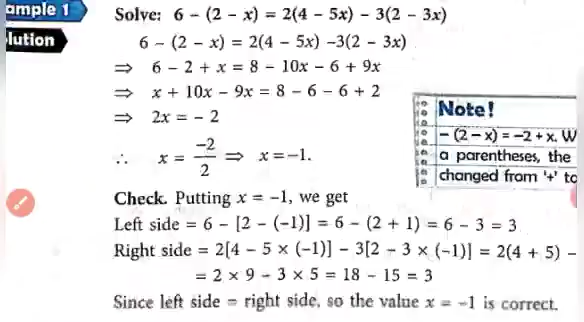 ample 1
Solve: 6 – (2 – x) = 2(4 – 5x) – 3(2 – 3x)
lution
6 – (2 – x) = 2(4 – 5x) –3(2 – 3x)
⇒ 6 – 2 + x = 8 – 10x – 6 + 9x
⇒ x + 10x – 9x = 8 – 6 – 6 + 2
⇒ 2x = – 2
∴ x = –2/2 ⇒ x = –1.
Note!
– (2 – x) = –2 + x. W
a parentheses, the
changed from '+' to
Check. Putting x = –1, we get
Left side = 6 – [2 – (–1)] = 6 – (2 + 1) = 6 – 3 = 3
Right side = 2[4 – 5 × (–1)] – 3[2 – 3 × (–1)] = 2(4 + 5) –
= 2 × 9 – 3 × 5 = 18 – 15 = 3
Since left side = right side, so the value x = –1 is correct.